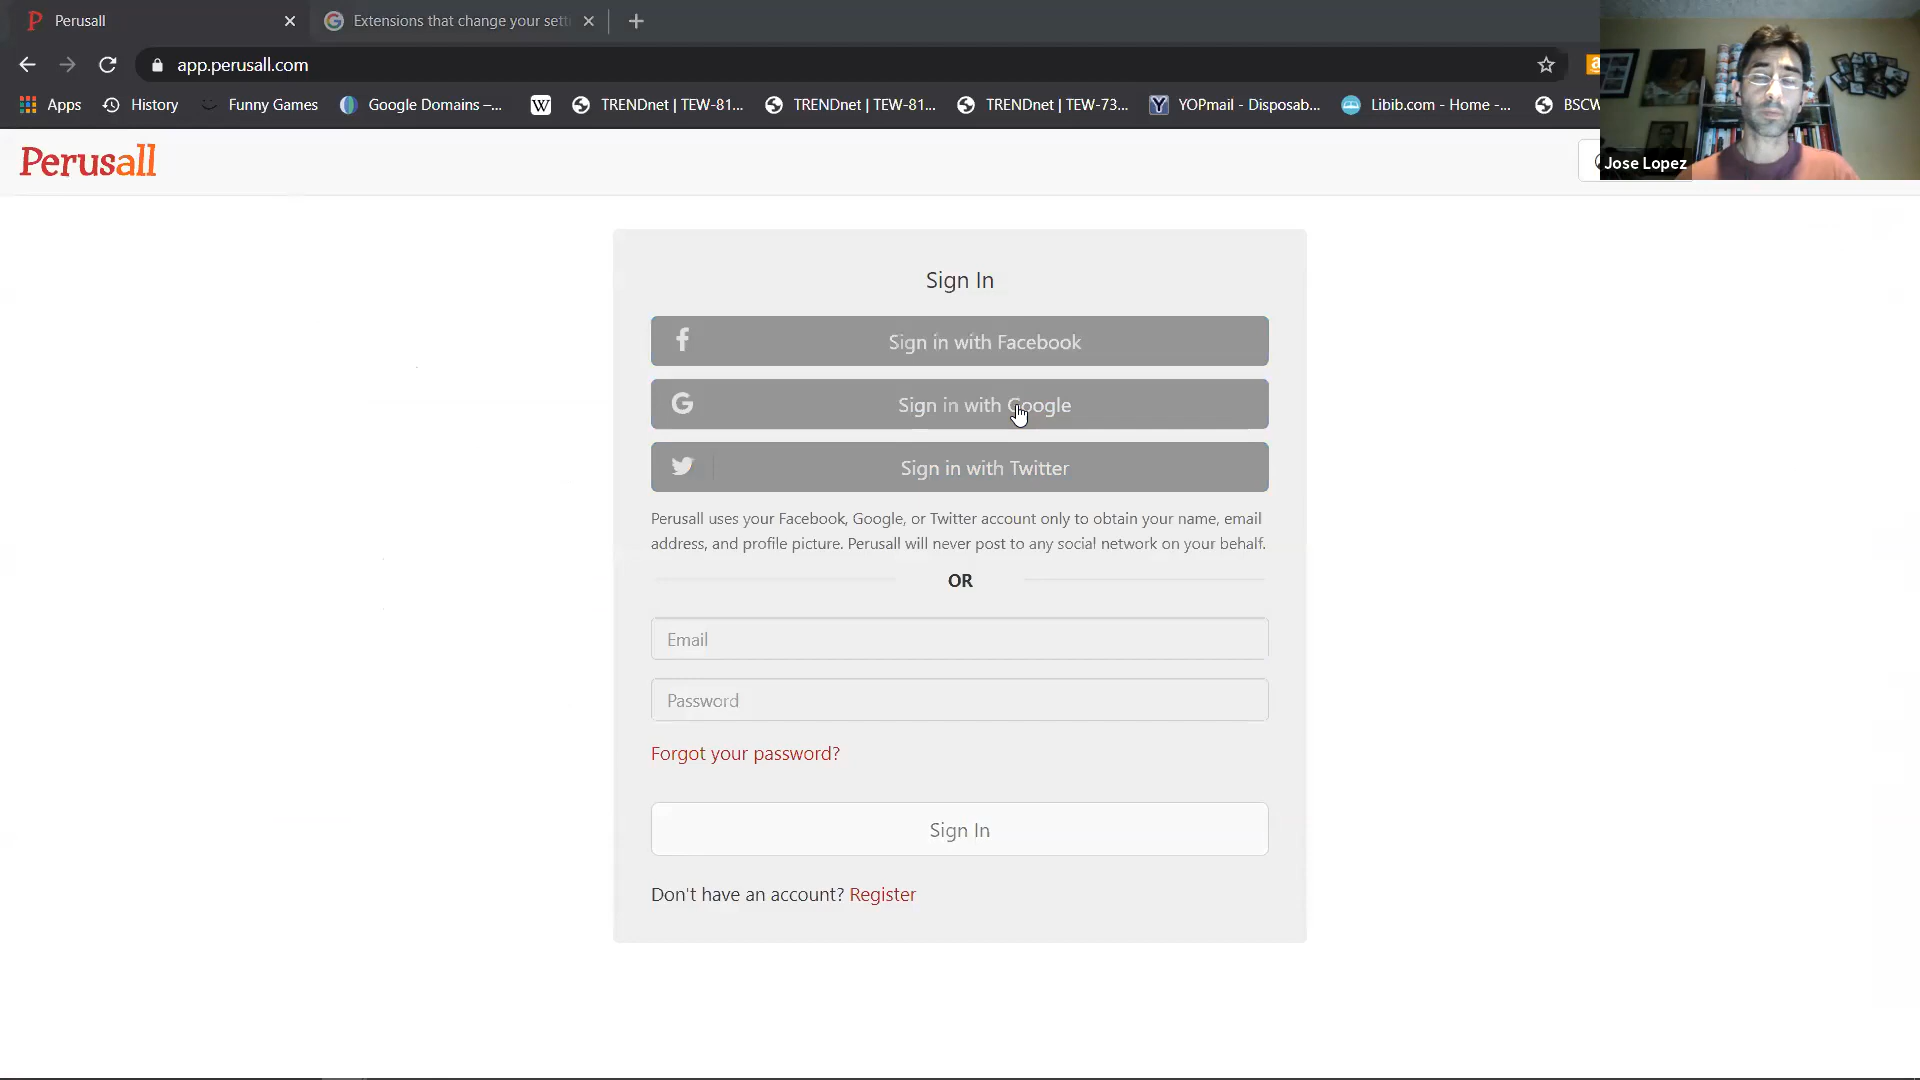 Perusall
Extensions that change your sett
app.perusall.com
Apps
History
Funny Games
Google Domains –...
W
TRENDnet | TEW-81...
TRENDnet | TEW-81...
TRENDnet | TEW-73...
YOPmail - Disposab...
Libib.com - Home -...
BSCW
Perusall
Jose Lopez
Sign In
Sign in with Facebook
Sign in with Google
Sign in with Twitter
Perusall uses your Facebook, Google, or Twitter account only to obtain your name, email
address, and profile picture. Perusall will never post to any social network on your behalf.
OR
Email
Password
Forgot your password?
Sign In
Don't have an account? Register